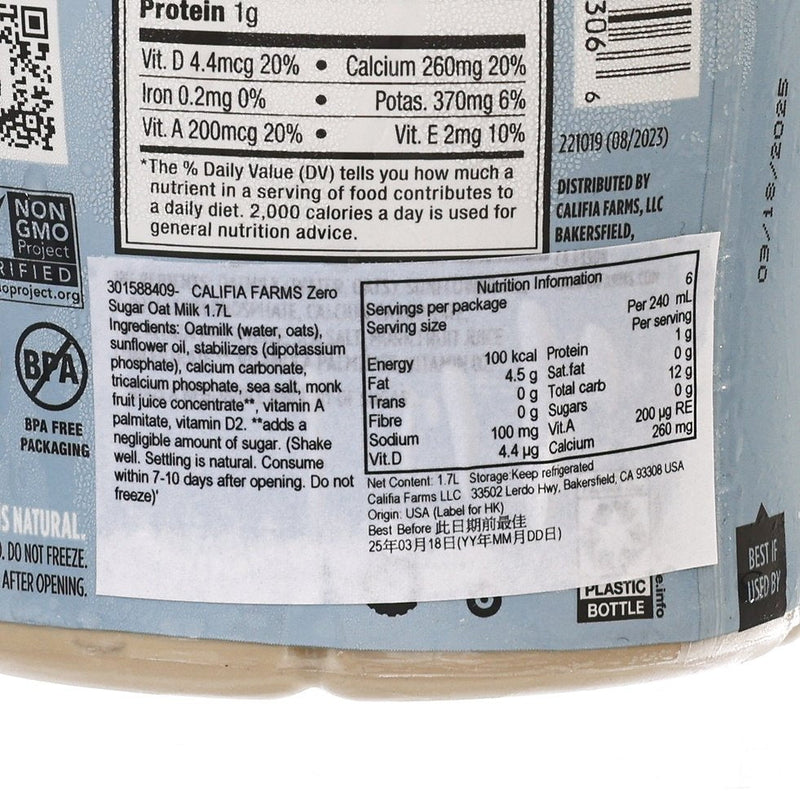 Protein 1g
Vit. D 4.4mcg 20% • Calcium 260mg 20%
Iron 0.2mg 0% • Potas. 370mg 6%
Vit. A 200mcg 20% • Vit. E 2mg 10%
*The % Daily Value (DV) tells you how much a
nutrient in a serving of food contributes to
a daily diet. 2,000 calories a day is used for
general nutrition advice.
306 6
221019 (08/2023)
DISTRIBUTED BY
CALIFIA FARMS, LLC
BAKERSFIELD,
03/18/2025
NON
GMO
Project
RIFIED
oproject.org
BPA
BPA FREE
PACKAGING
S NATURAL.
DO NOT FREEZE.
AFTER OPENING.
301588409- CALIFIA FARMS Zero
Sugar Oat Milk 1.7L
Ingredients: Oatmilk (water, oats),
sunflower oil, stabilizers (dipotassium
phosphate), calcium carbonate,
tricalcium phosphate, sea salt, monk
fruit juice concentrate**, vitamin A
palmitate, vitamin D2. **adds a
negligible amount of sugar. (Shake
well. Settling is natural. Consume
within 7-10 days after opening. Do not
freeze)'
Nutrition Information
Servings per package 6
Serving size Per 240 mL
Per serving
Energy 100 kcal Protein 1 g
Fat 4.5 g Sat.fat 0 g
Trans 0 g Total carb 12 g
Fibre 0 g Sugars 0 g
Sodium 100 mg Vit.A 200 µg RE
Vit.D 4.4 µg Calcium 260 mg
Net Content: 1.7L Storage:Keep refrigerated
Califia Farms LLC 33502 Lerdo Hwy, Bakersfield, CA 93308 USA
Origin: USA (Label for HK)
Best Before 此日期前最佳
25年03月18日(YY年MM月DD日)
PLASTIC
BOTTLE
e.info
BEST IF
USED BY